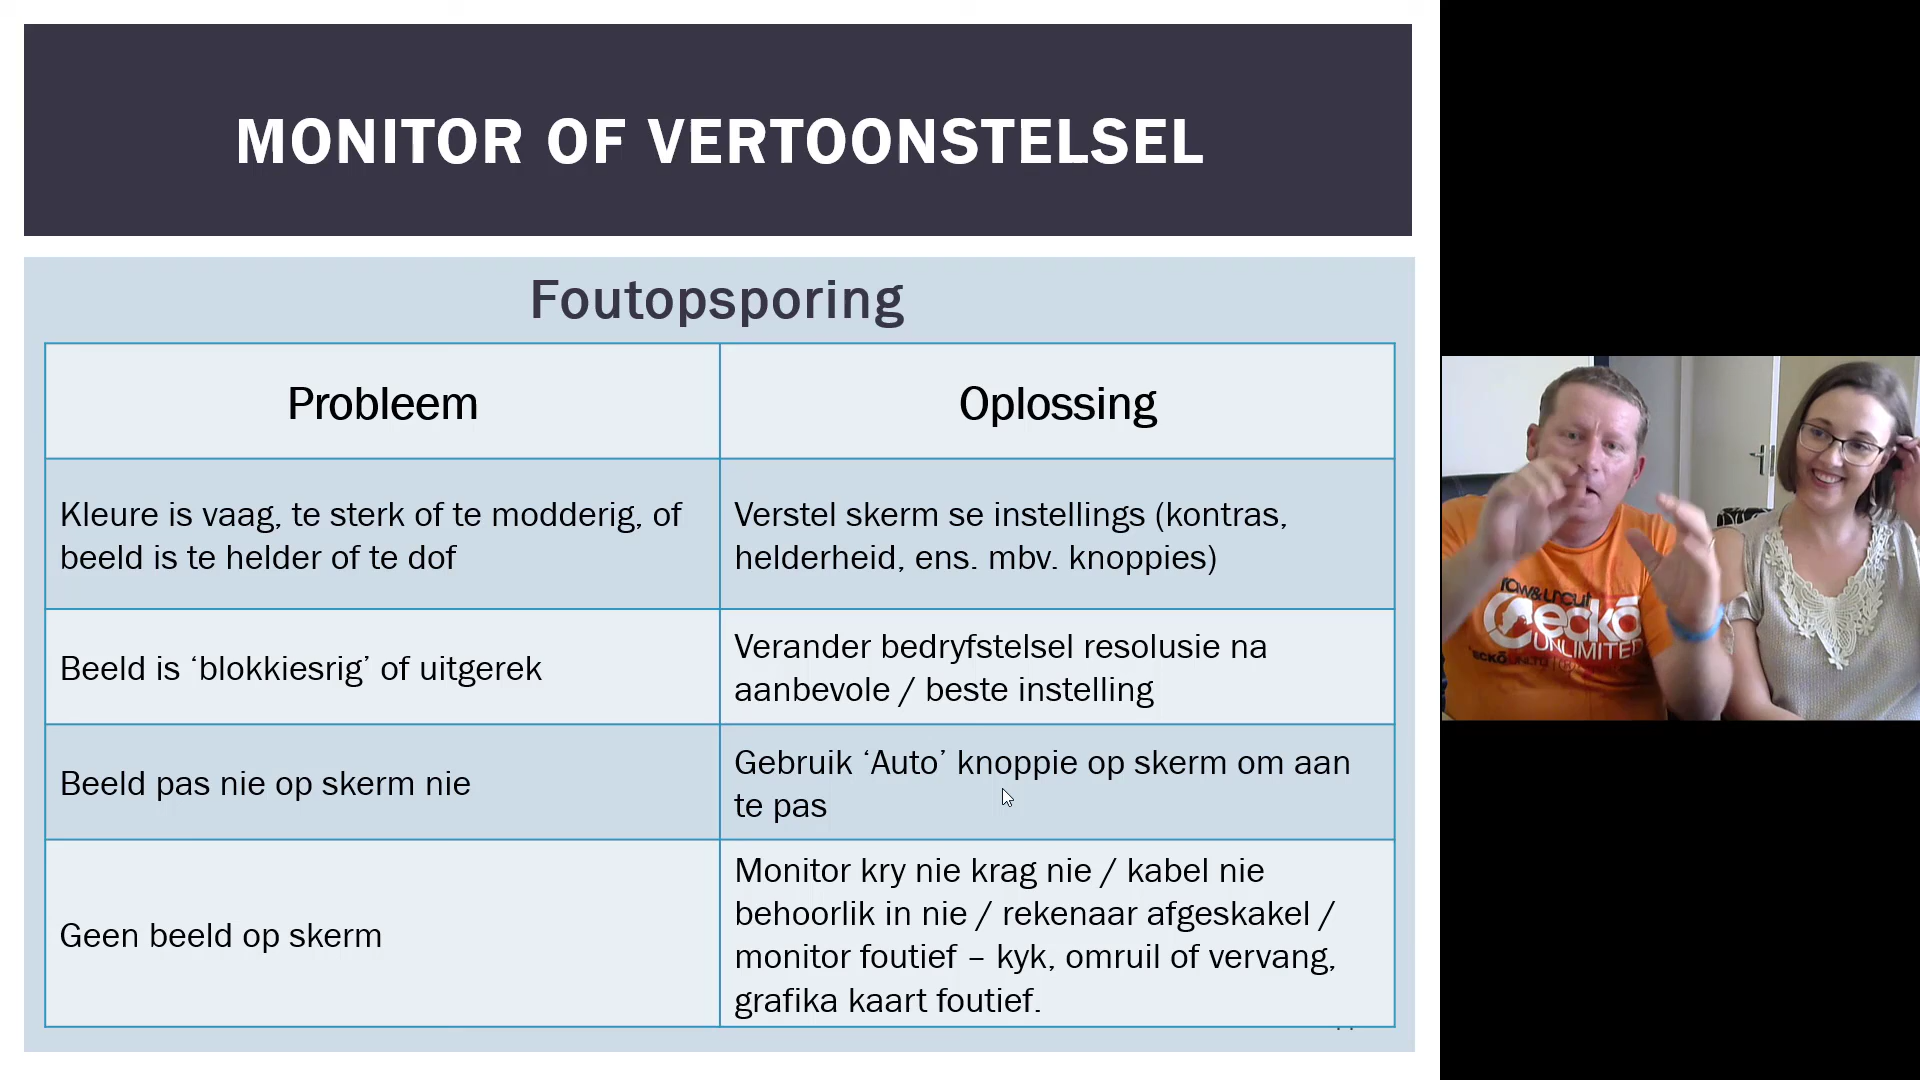 MONITOR OF VERTOONSTELSEL
Foutopsporing
Probleem
Oplossing
Kleure is vaag, te sterk of te modderig, of
beeld is te helder of te dof
Verstel skerm se instellings (kontras,
helderheid, ens. mbv. knoppies)
Beeld is ‘blokkiesrig’ of uitgerek
Verander bedryfstelsel resolusie na
aanbevole / beste instelling
Beeld pas nie op skerm nie
Gebruik ‘Auto’ knoppie op skerm om aan
te pas
Geen beeld op skerm
Monitor kry nie krag nie / kabel nie
behoorlik in nie / rekenaar afgeskakel /
monitor foutief – kyk, omruil of vervang,
grafika kaart foutief.
raw & uncut
eckō
UNLIMITED